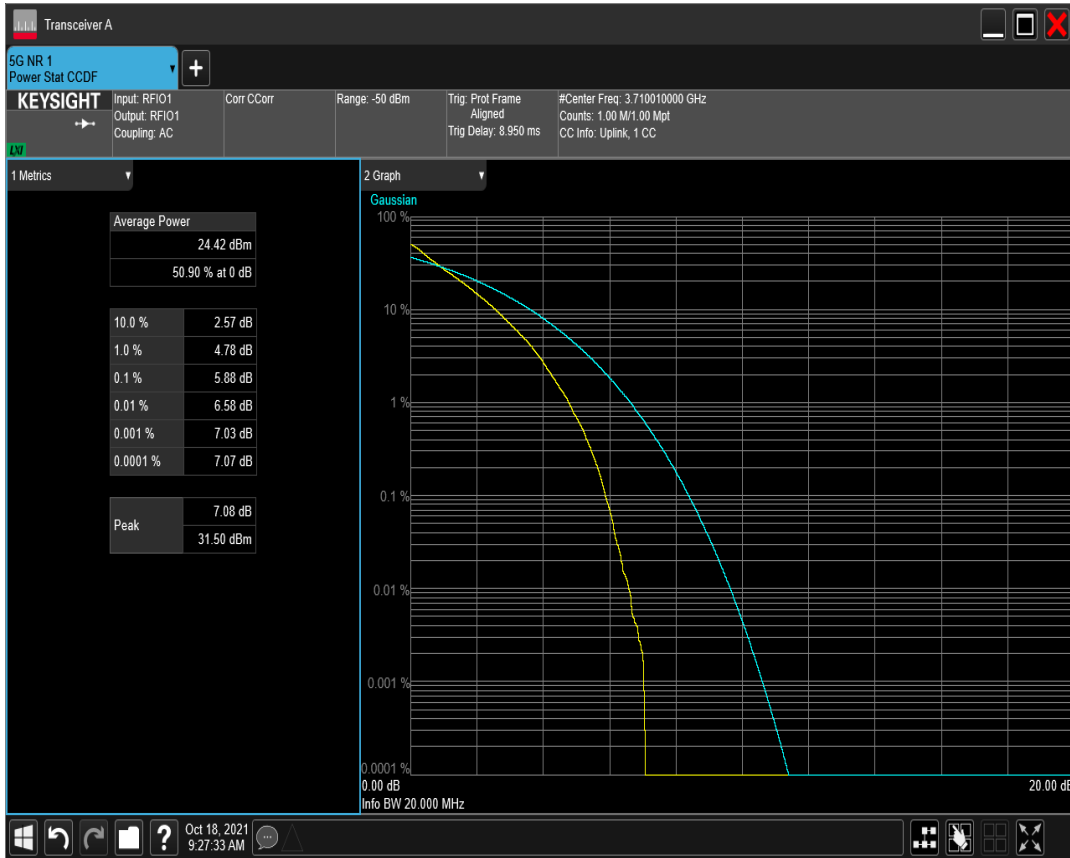 Transceiver A
5G NR 1
Power Stat CCDF
KEYSIGHT
LXI
Input: RFIO1
Output: RFIO1
Coupling: AC
Corr CCorr
Range: -50 dBm
Trig: Prot Frame
Aligned
Trig Delay: 8.950 ms
#Center Freq: 3.710010000 GHz
Counts: 1.00 M/1.00 Mpt
CC Info: Uplink, 1 CC
1 Metrics
Average Power
24.42 dBm
50.90 % at 0 dB
10.0 % 2.57 dB
1.0 % 4.78 dB
0.1 % 5.88 dB
0.01 % 6.58 dB
0.001 % 7.03 dB
0.0001 % 7.07 dB
Peak
7.08 dB
31.50 dBm
2 Graph
Gaussian
100 %
10 %
1 %
0.1 %
0.01 %
0.001 %
0.0001 %
0.00 dB
20.00 dB
Info BW 20.000 MHz
?
Oct 18, 2021
9:27:33 AM